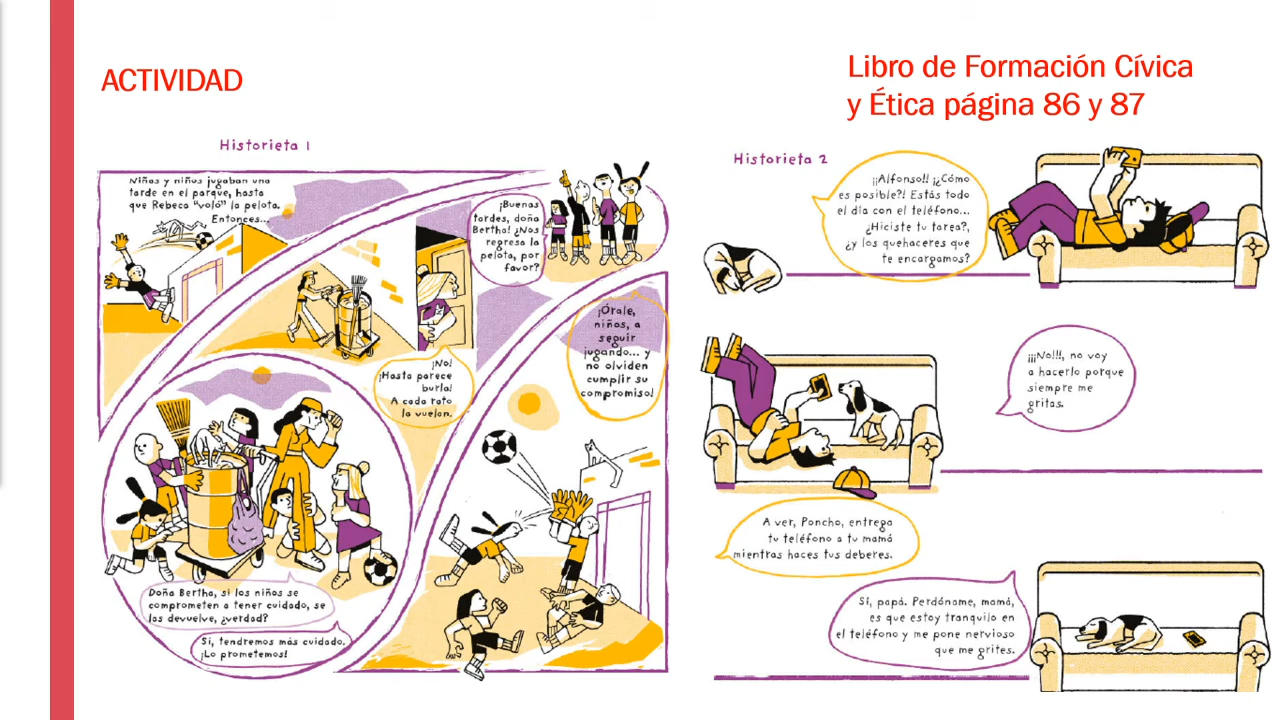 ACTIVIDAD
Libro de Formación Cívica
y Ética página 86 y 87
Historieta 1
Niñas y niños jugaban una
tarde en el parque, hasta
que Rebeca "voló" la pelota.
Entonces...
¡Buenas
tardes, doña
Bertha! ¿Nos
regresa la
pelota, por
favor?
¡No!
¡Hasta parece
burla!
A cada rato
la vuelan.
Doña Bertha, si los niños se
comprometen a tener cuidado, se
las devuelve, ¿verdad?
Sí, tendremos más cuidado.
¡Lo prometemos!
¡Órale,
niños, a
seguir
jugando... y
no olviden
cumplir su
compromiso!
Historieta 2
¡¡Alfonso!! ¡¿Cómo
es posible?! Estás todo
el día con el teléfono...
¿Hiciste tu tarea?,
¿y los quehaceres que
te encargamos?
¡¡¡No!!!, no voy
a hacerlo porque
siempre me
gritas.
A ver, Poncho, entrega
tu teléfono a tu mamá
mientras haces tus deberes.
Sí, papá. Perdóname, mamá,
es que estoy tranquilo en
el teléfono y me pone nervioso
que me grites.